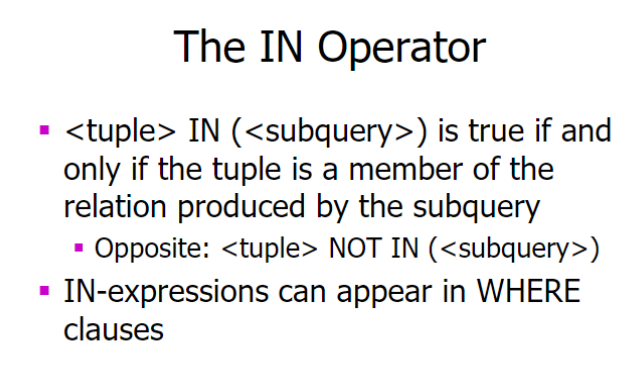 The IN Operator
▪ <tuple> IN (<subquery>) is true if and
only if the tuple is a member of the
relation produced by the subquery
▪ Opposite: <tuple> NOT IN (<subquery>)
▪ IN-expressions can appear in WHERE
clauses